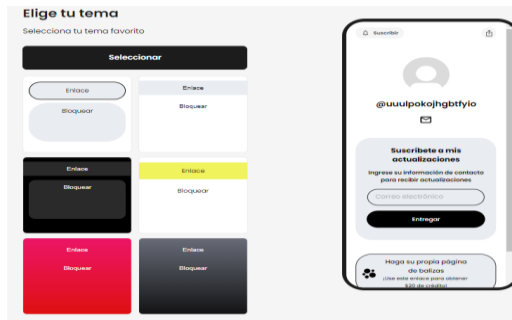 Elige tu tema
Selecciona tu tema favorito
Seleccionar
Enlace
Bloquear
Enlace
Bloquear
Enlace
Bloquear
Enlace
Bloquear
Enlace
Bloquear
Enlace
Bloquear
Suscribir
@uuulpokojhgbtfyio
Suscríbete a mis
actualizaciones
Ingrese su información de contacto
para recibir actualizaciones
Correo electrónico
Entregar
Haga su propia página
de balizas
¡Use este enlace para obtener
$20 de crédito!